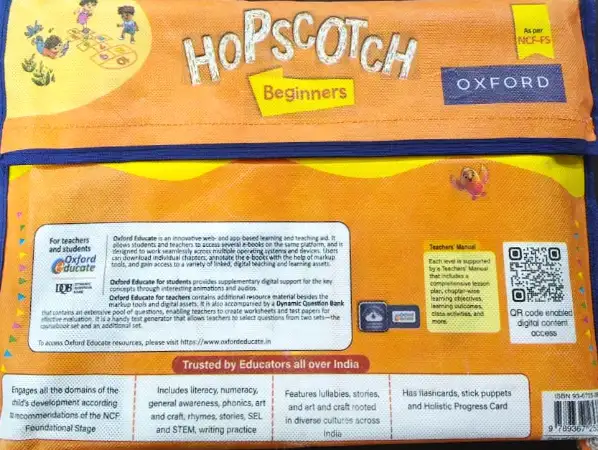 HOPSCOTCH
Beginners
As per
NCF-FS
OXFORD
For teachers
and students
Oxford
educate
DQB DYNAMIC QUESTION BANK
Oxford Educate is an innovative web- and app-based learning and teaching aid. It
allows students and teachers to access several e-books on the same platform, and is
designed to work seamlessly across multiple operating systems and devices. Users
can download individual chapters, annotate the e-books with the help of markup
tools, and gain access to a variety of linked, digital teaching and learning assets.
Oxford Educate for students provides supplementary digital support for the key
concepts through interesting animations and audios.
Oxford Educate for teachers contains additional resource material besides the
markup tools and digital assets. It is also accompanied by a Dynamic Question Bank
that contains an extensive pool of questions, enabling teachers to create worksheets and test papers for
effective evaluation. It is a handy test generator that allows teachers to select questions from two sets—the
coursebook set and an additional set.
To access Oxford Educate resources, please visit https://www.oxfordeducate.in
Teachers' Manual
Each level is supported
by a Teachers' Manual
that includes a
comprehensive lesson
plan, chapter-wise
learning objectives,
learning outcomes,
class activities, and
more.
QR code enabled
digital content
access
Trusted by Educators all over India
Engages all the domains of the
child's development according
to recommendations of the NCF
Foundational Stage
Includes literacy, numeracy,
general awareness, phonics, art
and craft, rhymes, stories, SEL
and STEM, writing practice
Features lullabies, stories,
and art and craft rooted
in diverse cultures across
India
Has flashcards, stick puppets
and Holistic Progress Card
ISBN 93-6755-
9 789367